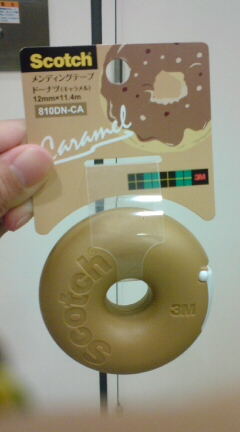 Scotch
メンディングテープ
ドーナツ(キャラメル)
12mm×11.4m
810DN-CA
Caramel
3M
Scotch
3M